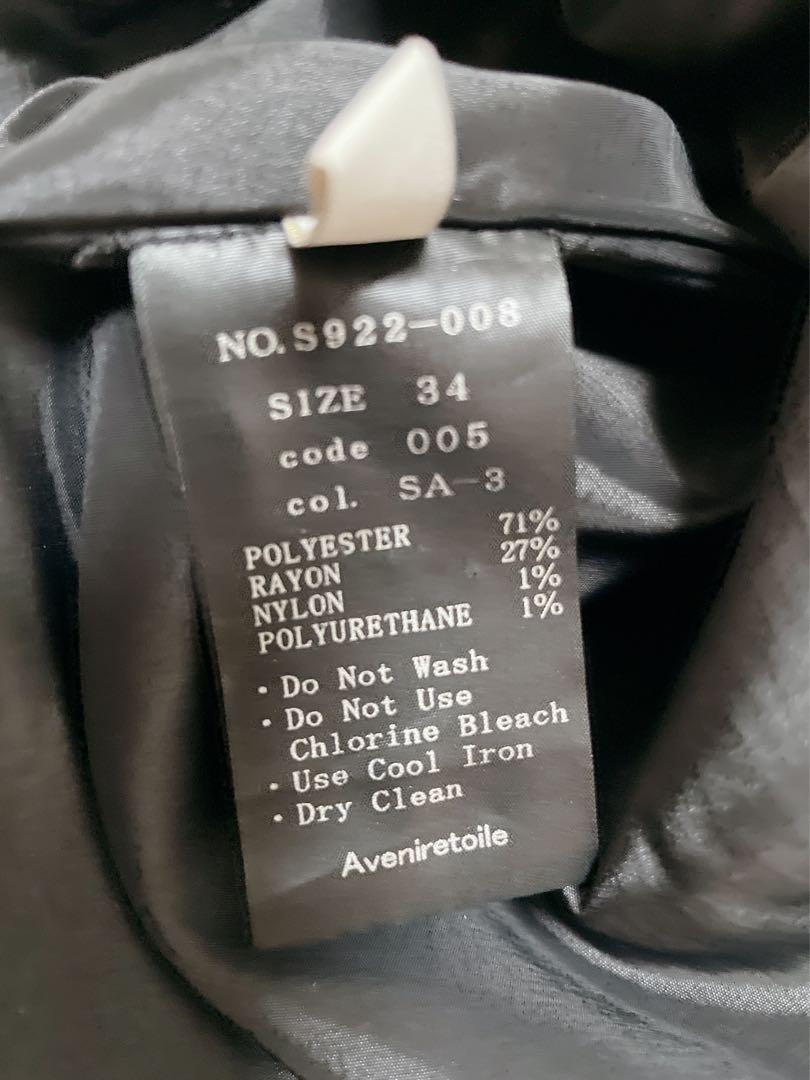 NO.S922-008
SIZE 34
code 005
col. SA-3
POLYESTER 71%
RAYON 27%
NYLON 1%
POLYURETHANE 1%
・Do Not Wash
・Do Not Use
Chlorine Bleach
・Use Cool Iron
・Dry Clean
Aveniretoile